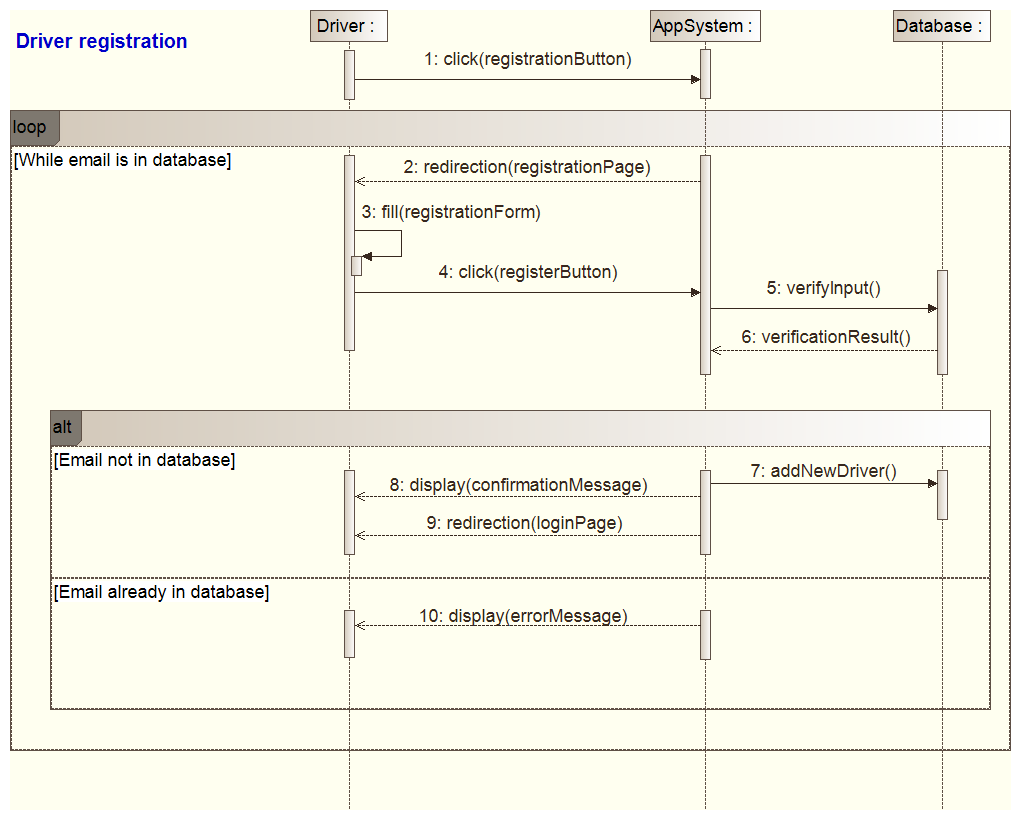 Driver registration
Driver :
AppSystem :
Database :
1: click(registrationButton)
loop
[While email is in database]
2: redirection(registrationPage)
3: fill(registrationForm)
4: click(registerButton)
5: verifyInput()
6: verificationResult()
alt
[Email not in database]
7: addNewDriver()
8: display(confirmationMessage)
9: redirection(loginPage)
[Email already in database]
10: display(errorMessage)